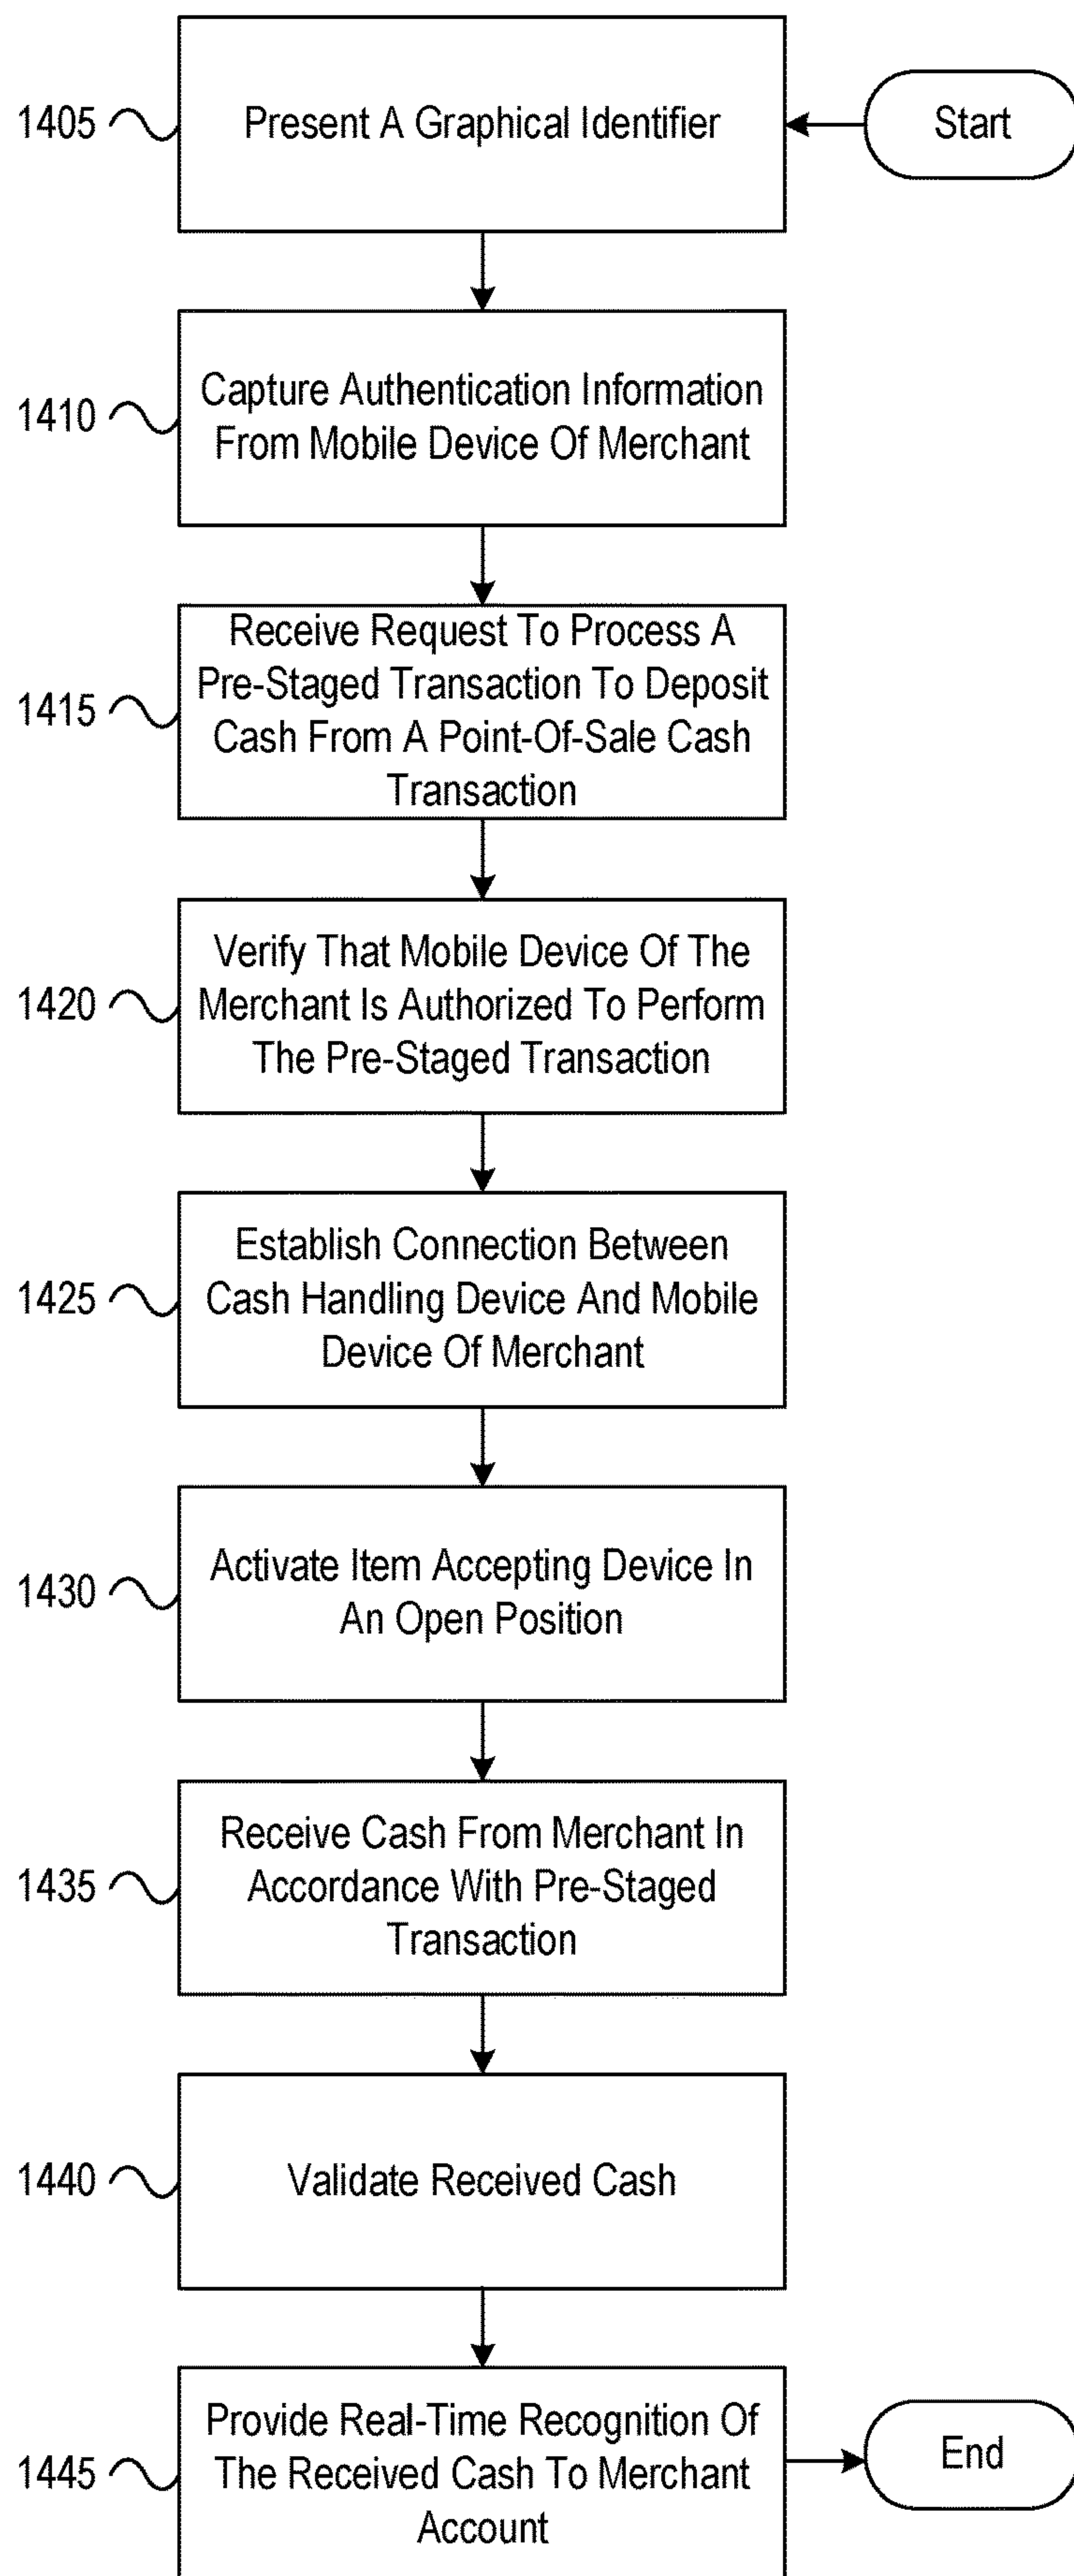 1405
Present A Graphical Identifier
Start
1410
Capture Authentication Information
From Mobile Device Of Merchant
1415
Receive Request To Process A
Pre-Staged Transaction To Deposit
Cash From A Point-Of-Sale Cash
Transaction
1420
Verify That Mobile Device Of The
Merchant Is Authorized To Perform
The Pre-Staged Transaction
1425
Establish Connection Between
Cash Handling Device And Mobile
Device Of Merchant
1430
Activate Item Accepting Device In
An Open Position
1435
Receive Cash From Merchant In
Accordance With Pre-Staged
Transaction
1440
Validate Received Cash
1445
Provide Real-Time Recognition Of
The Received Cash To Merchant
Account
End